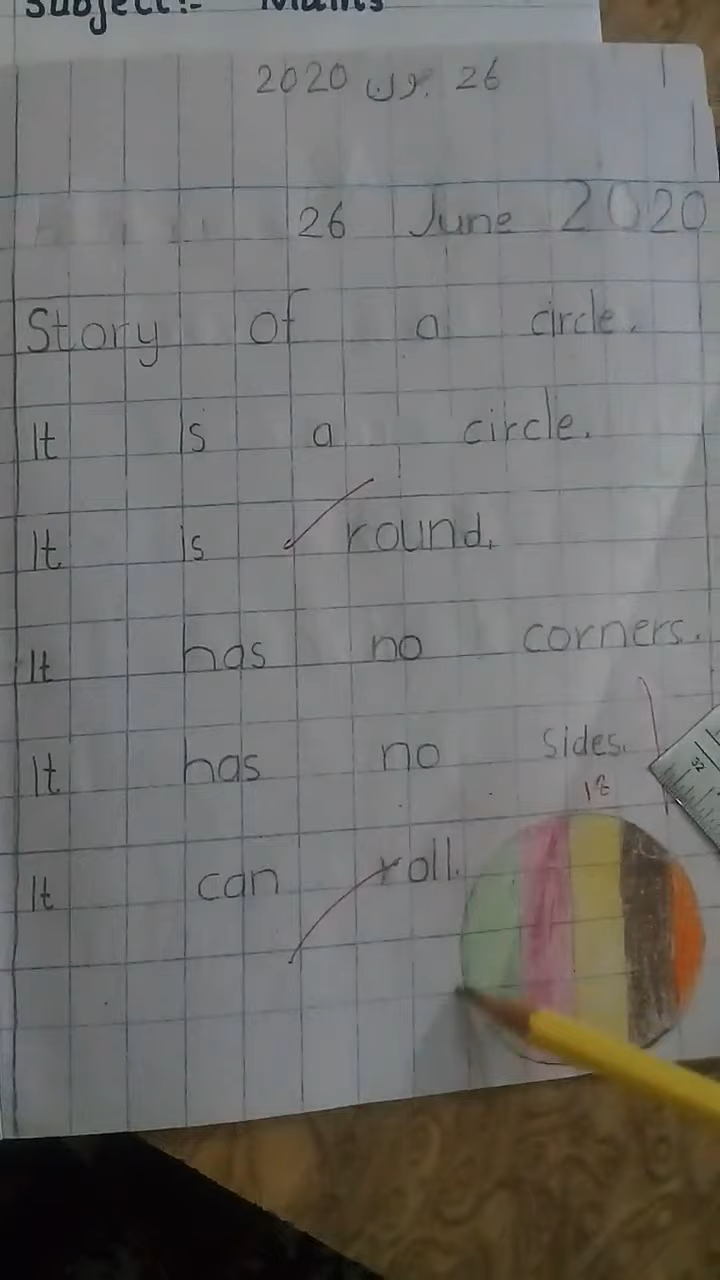 Subject:- Maths
26 جون 2020
26 June 2020
Story of a circle.
It is a circle.
It is round.
It has no corners.
It has no sides.
It can roll.